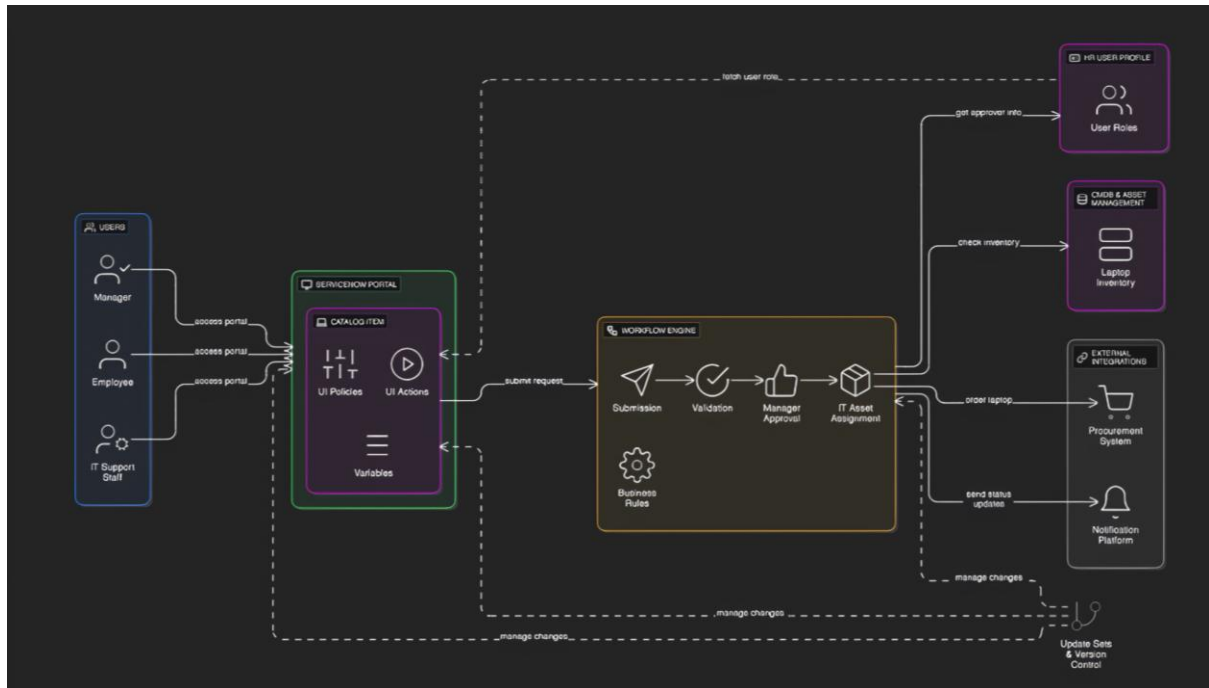 HR USER PROFILE
fetch user role
get approver info
User Roles
CMDB & ASSET
MANAGEMENT
USERS
check inventory
Laptop
Inventory
SERVICENOW PORTAL
Manager
CATALOG ITEM
access portal
WORKFLOW ENGINE
EXTERNAL
INTEGRATIONS
access portal
Employee
access portal
UI Policies
UI Actions
submit request
Submission
Validation
Manager
Approval
IT Asset
Assignment
order laptop
Procurement
System
IT Support
Staff
Variables
Business
Rules
send status
updates
Notification
Platform
manage changes
manage changes
manage changes
Update Sets
& Version
Control